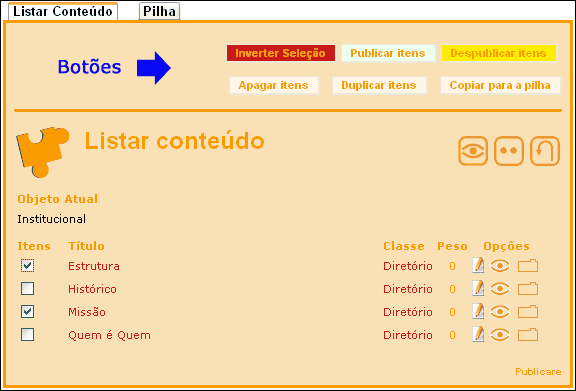 Listar Conteúdo Pilha
Botões
Inverter Seleção Publicar itens Despublicar itens
Apagar itens Duplicar itens Copiar para a pilha
Listar conteúdo
Objeto Atual
Institucional
Itens Título Classe Peso Opções
Estrutura Diretório 0
Histórico Diretório 0
Missão Diretório 0
Quem é Quem Diretório 0
Publicare